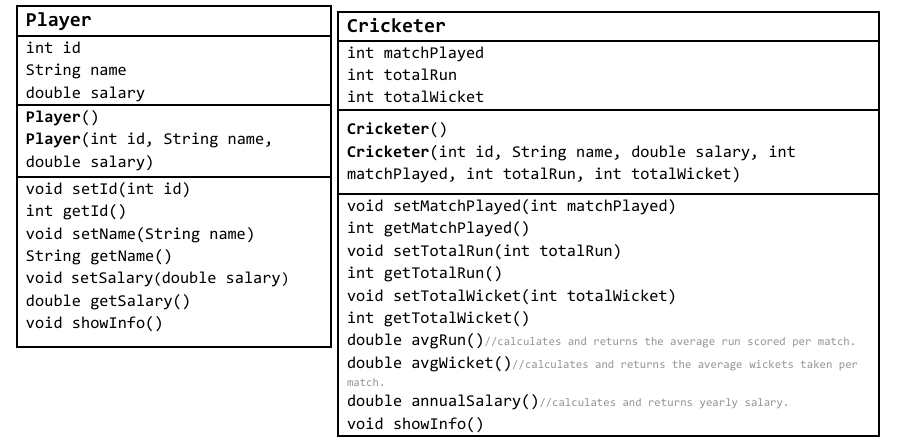 Player
int id
String name
double salary
Player()
Player(int id, String name,
double salary)
void setId(int id)
int getId()
void setName(String name)
String getName()
void setSalary(double salary)
double getSalary()
void showInfo()
Cricketer
int matchPlayed
int totalRun
int totalWicket
Cricketer()
Cricketer(int id, String name, double salary, int
matchPlayed, int totalRun, int totalWicket)
void setMatchPlayed(int matchPlayed)
int getMatchPlayed()
void setTotalRun(int totalRun)
int getTotalRun()
void setTotalWicket(int totalWicket)
int getTotalWicket()
double avgRun()//calculates and returns the average run scored per match.
double avgWicket()//calculates and returns the average wickets taken per
match.
double annualSalary()//calculates and returns yearly salary.
void showInfo()